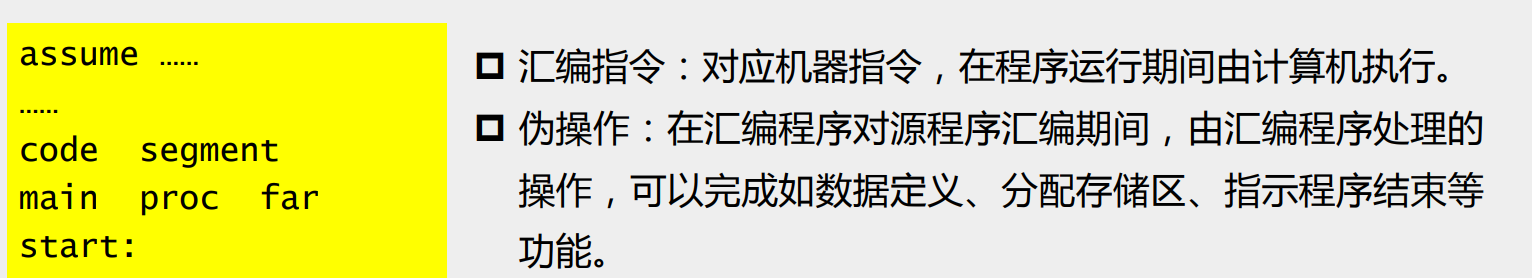 assume ……
……
code segment
main proc far
start:
汇编指令：对应机器指令，在程序运行期间由计算机执行。
伪操作：在汇编程序对源程序汇编期间，由汇编程序处理的
操作，可以完成如数据定义、分配存储区、指示程序结束等
功能。